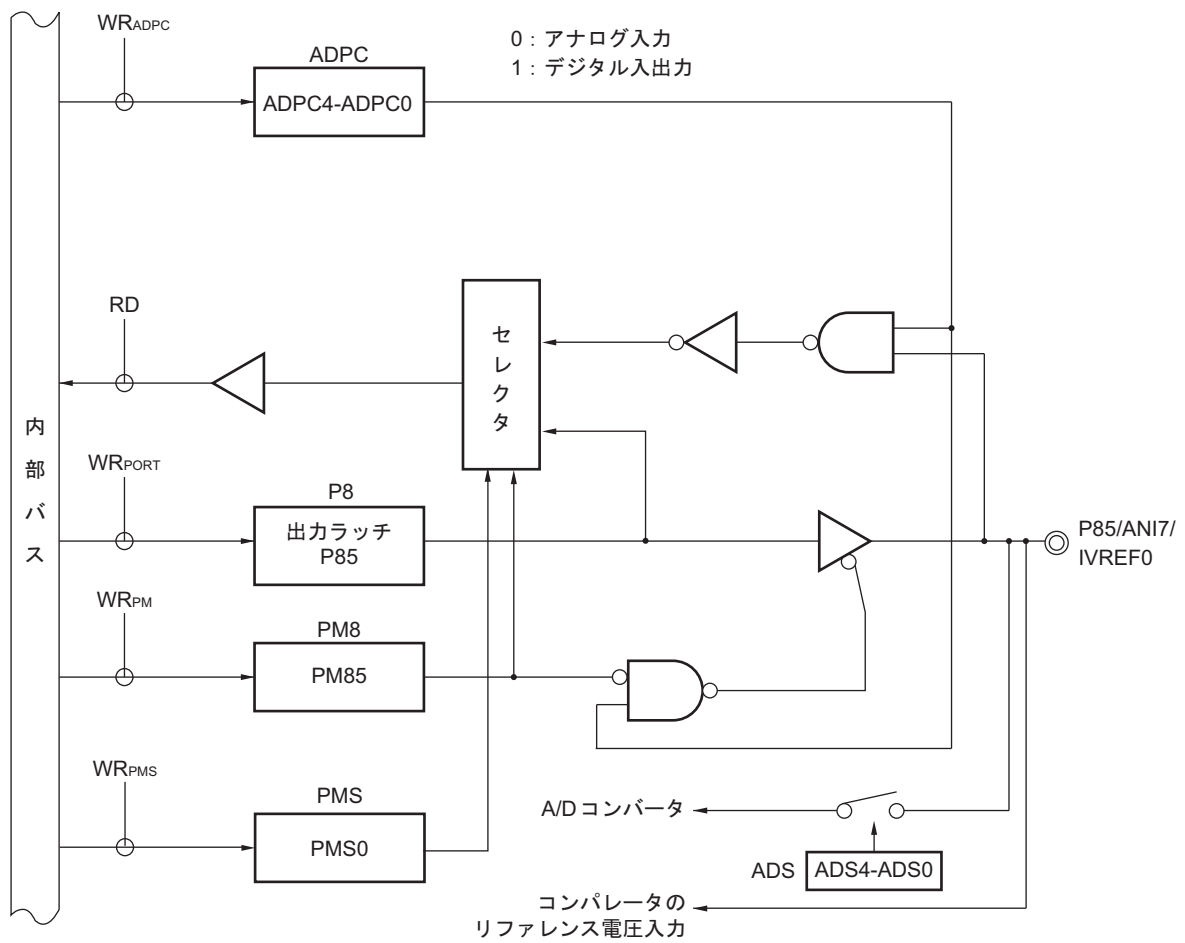 WRADPC
0：アナログ入力
1：デジタル入出力
ADPC
ADPC4-ADPC0
RD
セレクタ
内部バス
WRPORT
P8
出力ラッチ
P85
P85/ANI7/
IVREF0
WRPM
PM8
PM85
WRPMS
PMS
PMS0
A/Dコンバータ
ADS
ADS4-ADS0
コンパレータの
リファレンス電圧入力